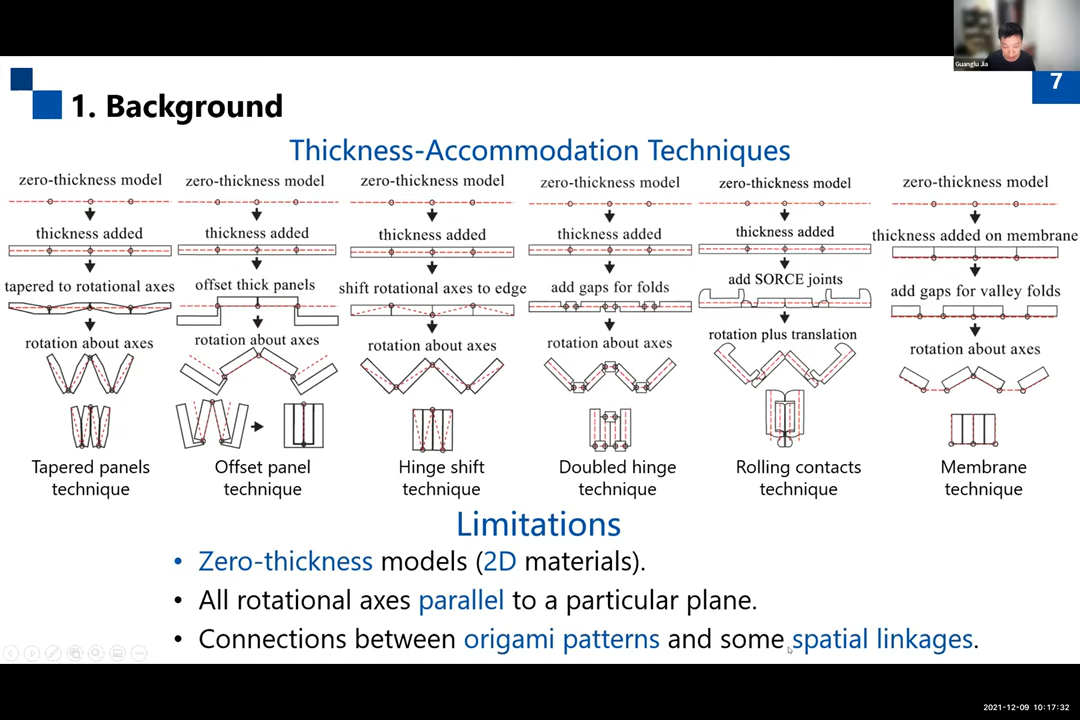 Guanglu Jia
7
1. Background
Thickness-Accommodation Techniques
zero-thickness model
thickness added
tapered to rotational axes
rotation about axes
Tapered panels
technique
zero-thickness model
thickness added
offset thick panels
rotation about axes
Offset panel
technique
zero-thickness model
thickness added
shift rotational axes to edge
rotation about axes
Hinge shift
technique
zero-thickness model
thickness added
add gaps for folds
rotation about axes
Doubled hinge
technique
zero-thickness model
thickness added
add SORCE joints
rotation plus translation
Rolling contacts
technique
zero-thickness model
thickness added on membrane
add gaps for valley folds
rotation about axes
Membrane
technique
Limitations
• Zero-thickness models (2D materials).
• All rotational axes parallel to a particular plane.
• Connections between origami patterns and some spatial linkages.
2021-12-09 10:17:32